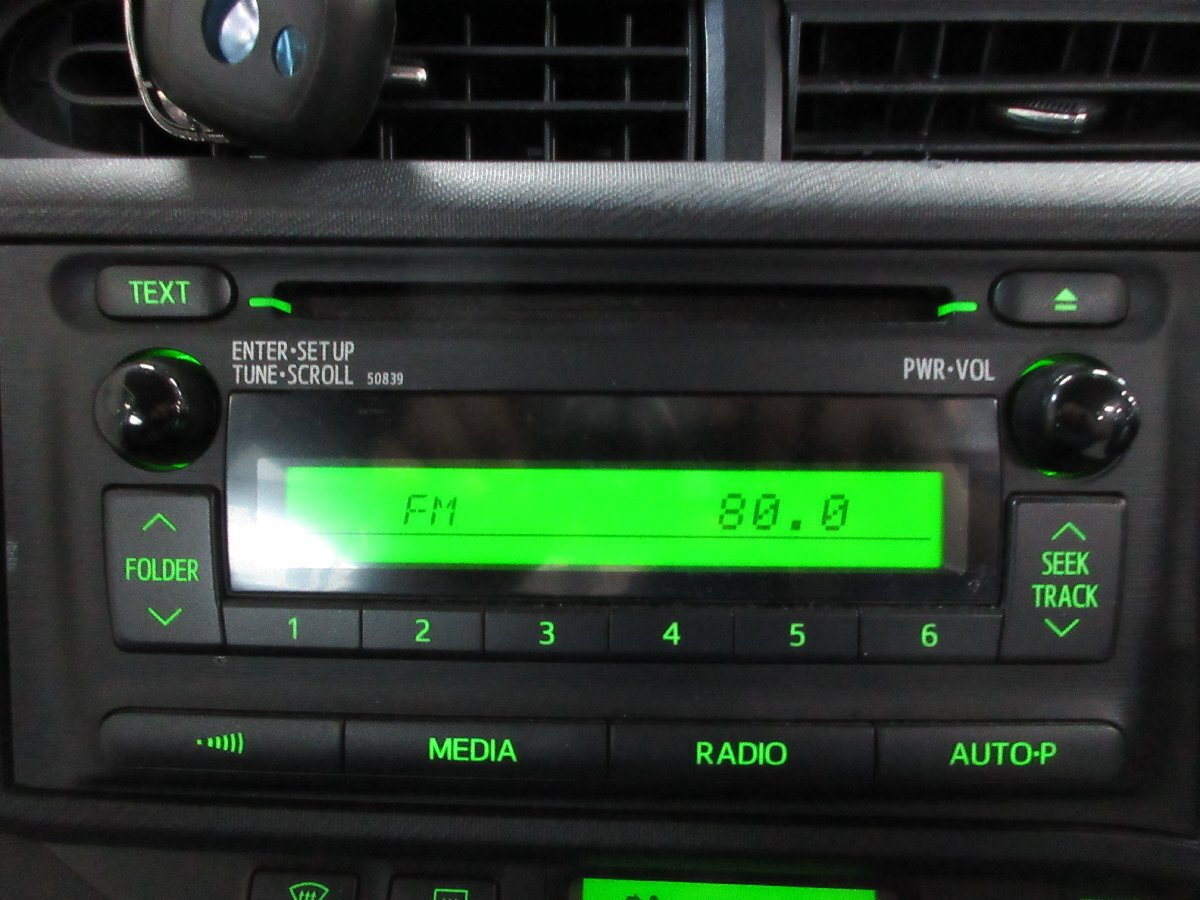 TEXT
ENTER·SETUP
TUNE·SCROLL 50839
PWR·VOL
FM 80.0
FOLDER
SEEK
TRACK
1 2 3 4 5 6
MEDIA RADIO AUTO·P